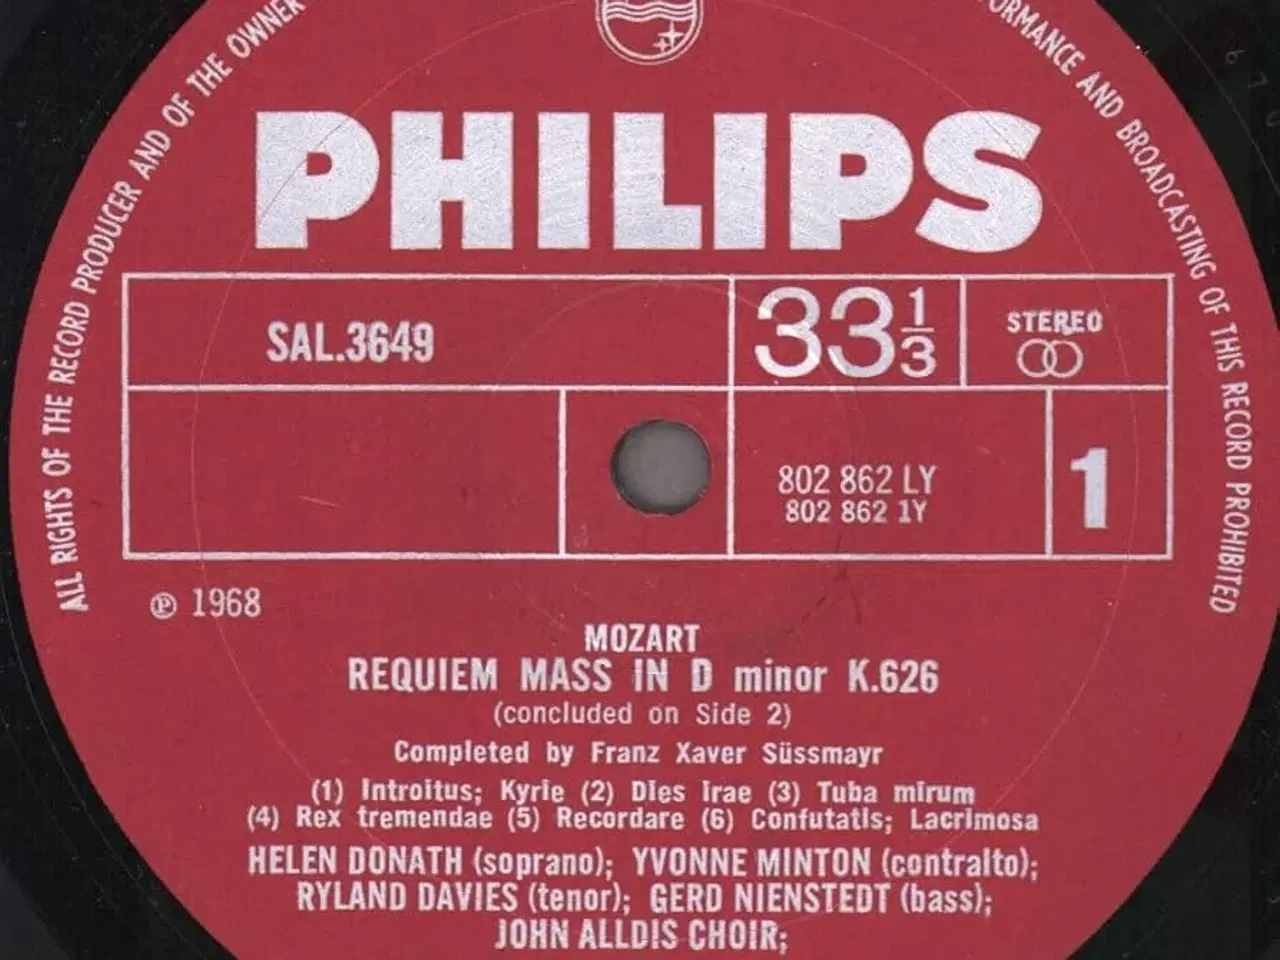 ALL RIGHTS OF THE RECORD PRODUCER AND OF THE OWNER
PERFORMANCE AND BROADCASTING OF THIS RECORD PROHIBITED
PHILIPS
SAL.3649
33 1/3
STEREO
802 862 LY
802 862 1Y
1
℗ 1968
MOZART
REQUIEM MASS IN D minor K.626
(concluded on Side 2)
Completed by Franz Xaver Süssmayr
(1) Introitus; Kyrie (2) Dies irae (3) Tuba mirum
(4) Rex tremendae (5) Recordare (6) Confutatis; Lacrimosa
HELEN DONATH (soprano); YVONNE MINTON (contralto);
RYLAND DAVIES (tenor); GERD NIENSTEDT (bass);
JOHN ALLDIS CHOIR;